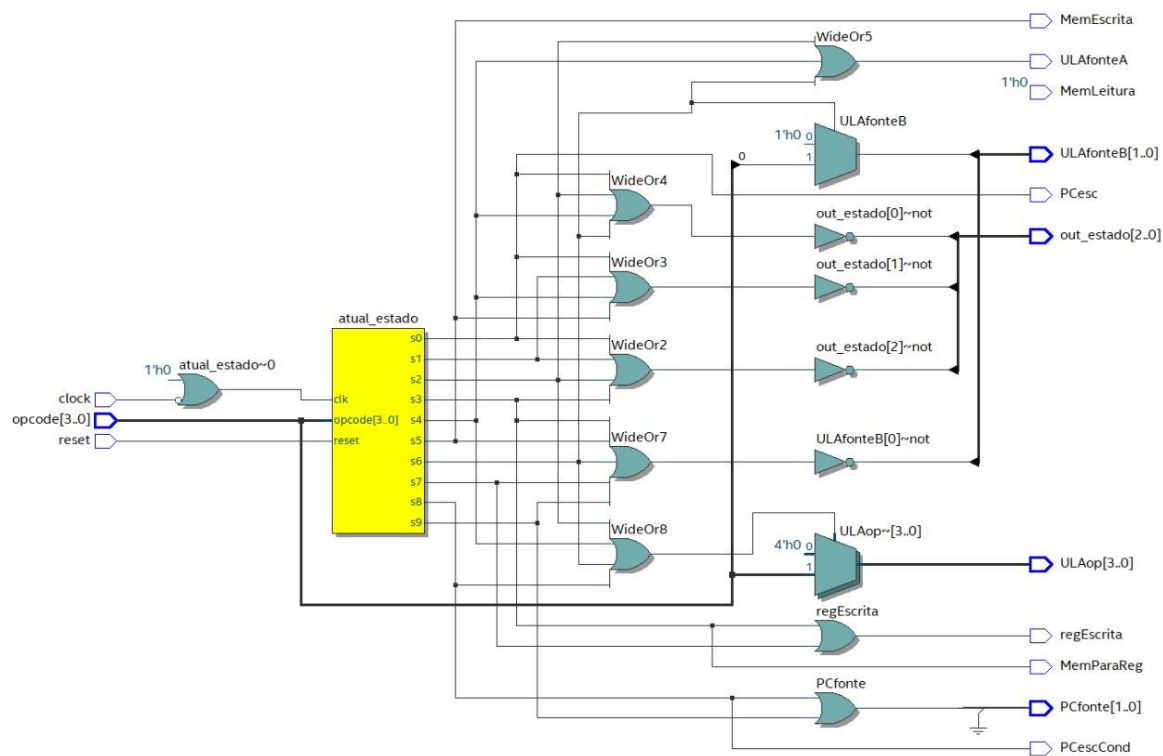 MemEscrita
WideOr5
ULAfonteA
1'h0
MemLeitura
ULAfonteB
1'h0
0
1
0
ULAfonteB[1..0]
PCesc
WideOr4
out_estado[0]~not
out_estado[2..0]
WideOr3
out_estado[1]~not
atual_estado
s0
s1
s2
s3
s4
s5
s6
s7
s8
s9
clk
opcode[3..0]
reset
WideOr2
out_estado[2]~not
1'h0
atual_estado~0
clock
opcode[3..0]
reset
WideOr7
ULAfonteB[0]~not
WideOr8
ULAop~[3..0]
4'h0
0
1
ULAop[3..0]
regEscrita
regEscrita
MemParaReg
PCfonte
PCfonte[1..0]
PCescCond